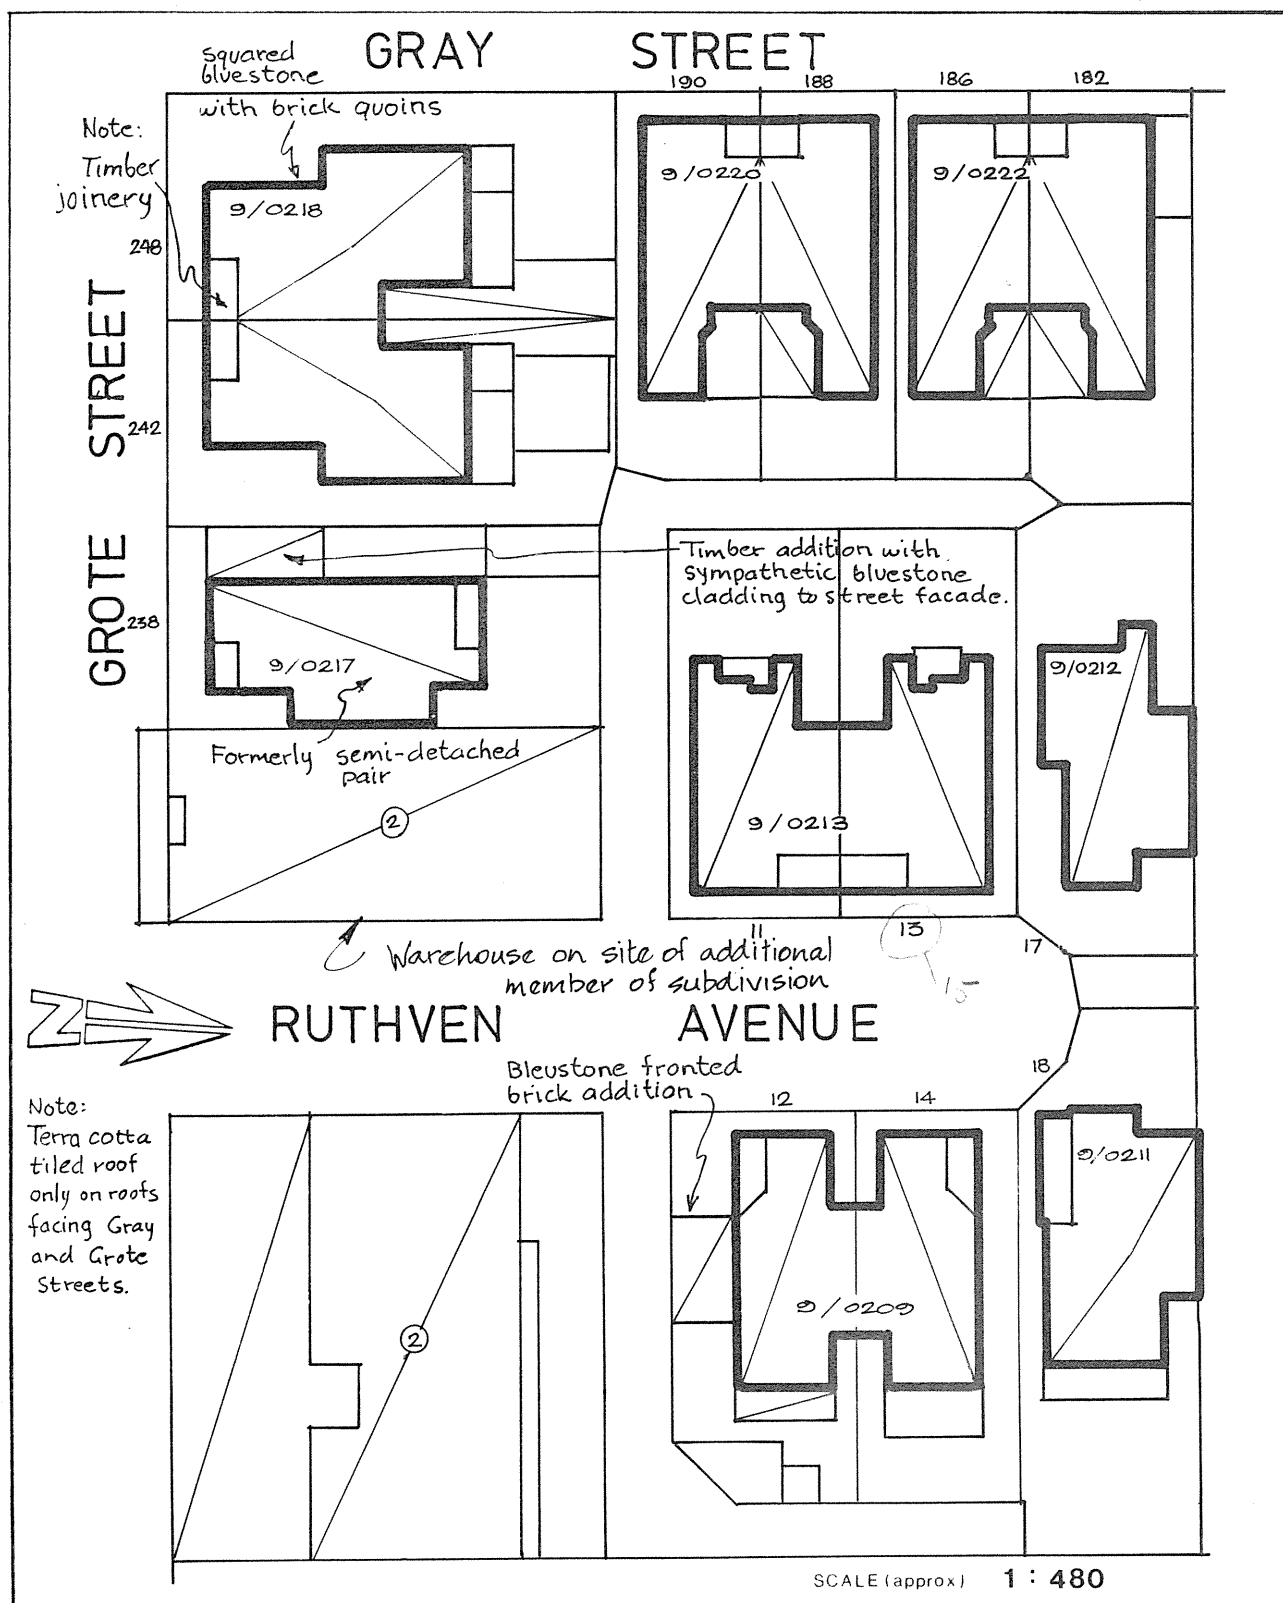 GRAY STREET
squared
bluestone
with brick quoins
190 188 186 182
Note:
Timber
joinery
9/0218
9/0220
9/0222
248
242
GROTE STREET
238
Timber addition with
sympathetic bluestone
cladding to street facade.
9/0217
Formerly semi-detached
pair
9/0212
9/0213
2
11 13 17
15
Warehouse on site of additional
member of subdivision
N
RUTHVEN AVENUE
Bleustone fronted
brick addition
12 14 18
Note:
Terra cotta
tiled roof
only on roofs
facing Gray
and Grote
Streets.
9/0211
9/0209
2
SCALE (approx) 1 : 480